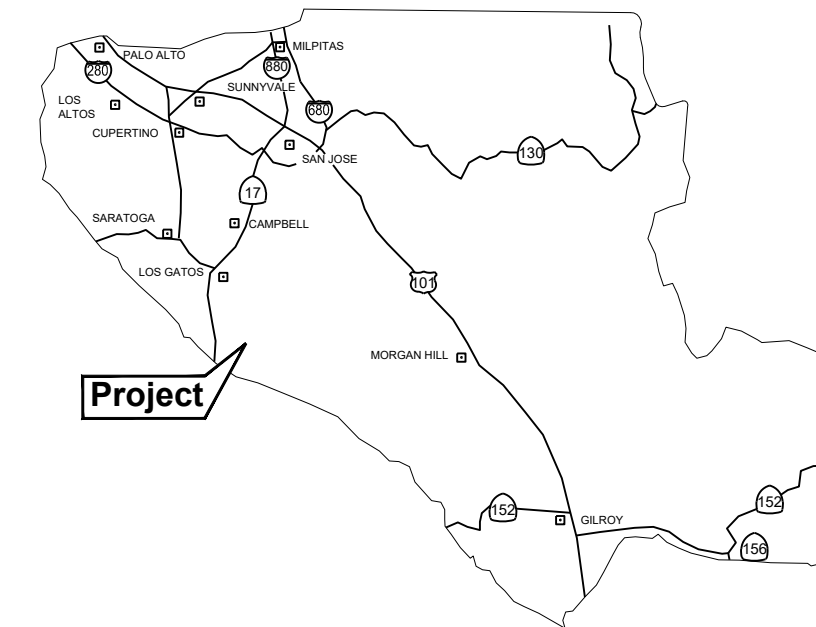 MILPITAS
PALO ALTO
280
880
SUNNYVALE
LOS
ALTOS
680
CUPERTINO
130
SAN JOSE
17
SARATOGA
CAMPBELL
LOS GATOS
101
MORGAN HILL
Project
152
152
GILROY
156